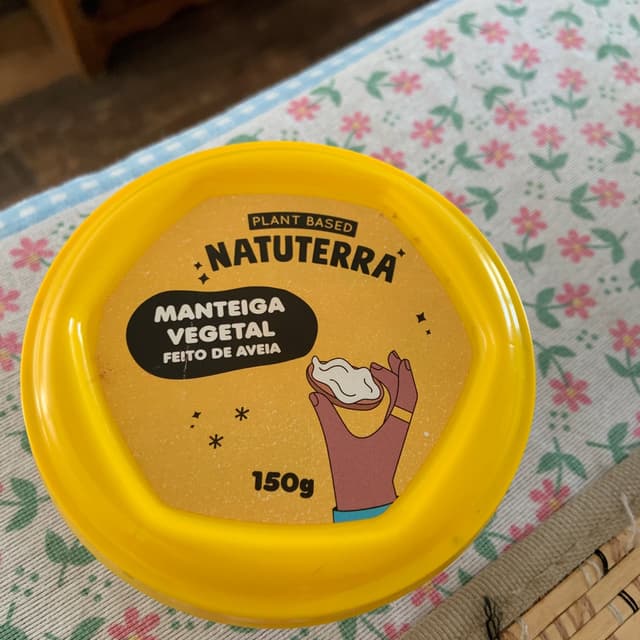 PLANT BASED
NATUTERRA
MANTEIGA
VEGETAL
FEITO DE AVEIA
150g